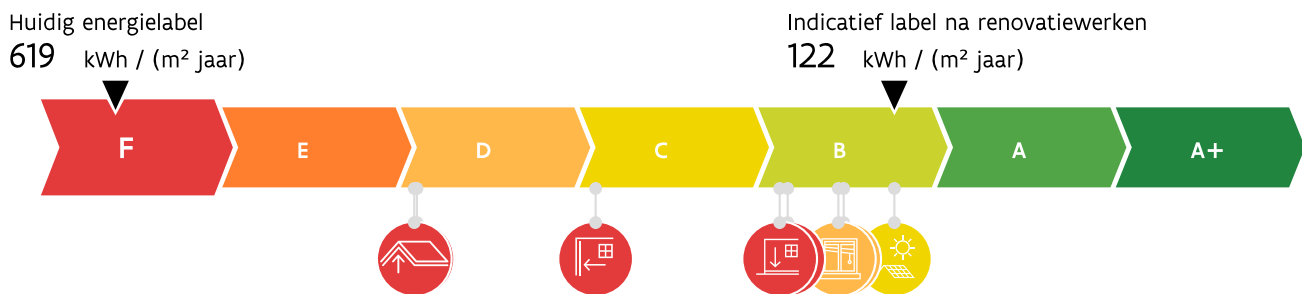 Huidig energielabel
619 kWh / (m² jaar)
Indicatief label na renovatiewerken
122 kWh / (m² jaar)
F E D C B A A+